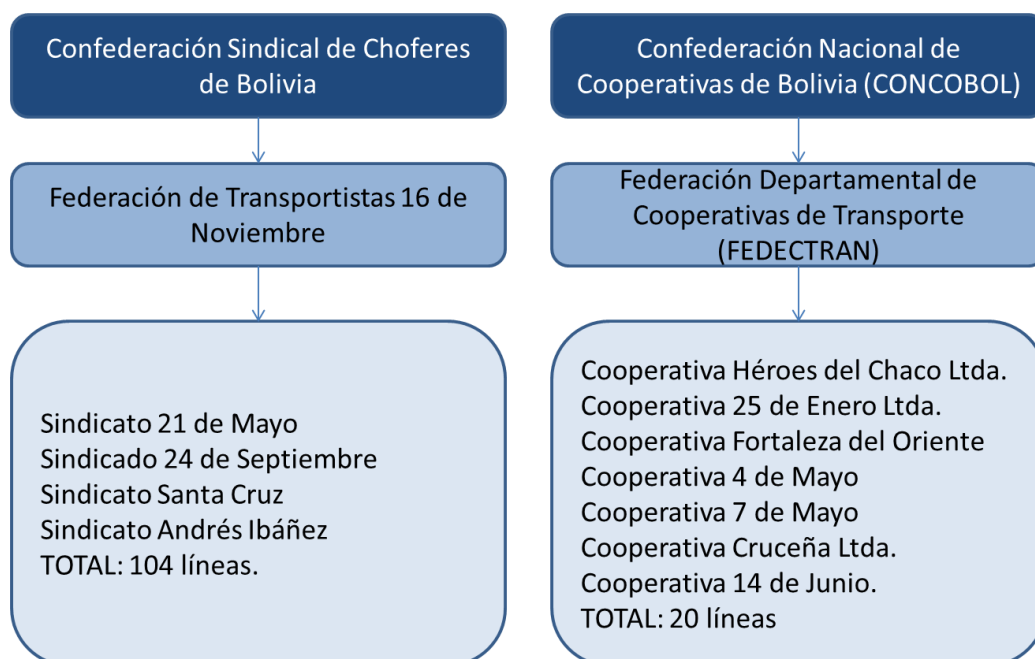 Confederación Sindical de Choferes
de Bolivia
Federación de Transportistas 16 de
Noviembre
Sindicato 21 de Mayo
Sindicado 24 de Septiembre
Sindicato Santa Cruz
Sindicato Andrés Ibáñez
TOTAL: 104 líneas.
Confederación Nacional de
Cooperativas de Bolivia (CONCOBOL)
Federación Departamental de
Cooperativas de Transporte
(FEDECTRAN)
Cooperativa Héroes del Chaco Ltda.
Cooperativa 25 de Enero Ltda.
Cooperativa Fortaleza del Oriente
Cooperativa 4 de Mayo
Cooperativa 7 de Mayo
Cooperativa Cruceña Ltda.
Cooperativa 14 de Junio.
TOTAL: 20 líneas